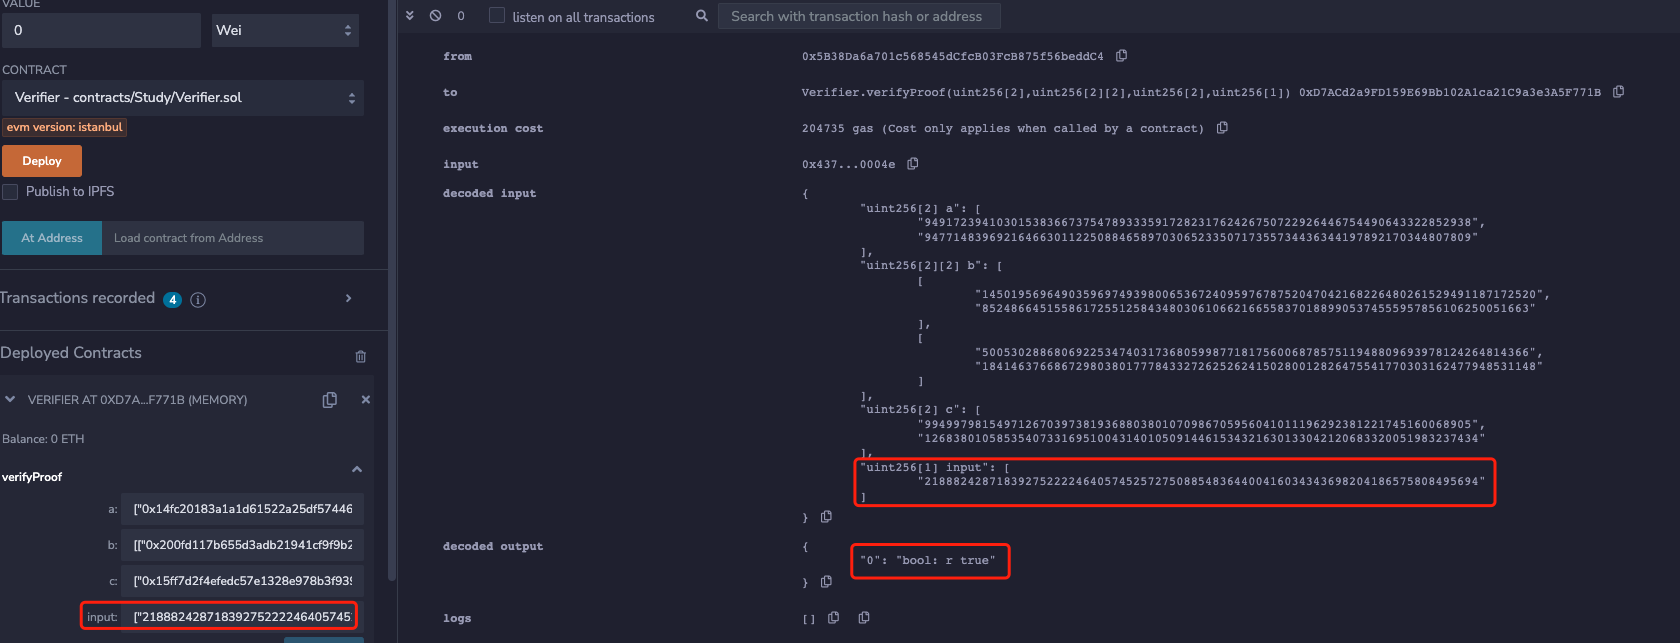 VALUE
0
Wei
CONTRACT
Verifier - contracts/Study/Verifier.sol
evm version: istanbul
Deploy
Publish to IPFS
At Address
Load contract from Address
Transactions recorded 4 i
Deployed Contracts
VERIFIER AT 0XD7A...F771B (MEMORY)
Balance: 0 ETH
verifyProof
a: ["0x14fc20183a1a1d61522a25df57446
b: [["0x200fd117b655d3adb21941cf9f9b2
c: ["0x15ff7d2f4efedc57e1328e978b3f939
input: ["21888242871839275222246405745
0
listen on all transactions
Search with transaction hash or address
from
0x5B38Da6a701c568545dCfcB03FcB875f56beddC4
to
Verifier.verifyProof(uint256[2],uint256[2][2],uint256[2],uint256[1]) 0xD7ACd2a9FD159E69Bb102A1ca21C9a3e3A5F771B
execution cost
204735 gas (Cost only applies when called by a contract)
input
0x437...0004e
decoded input
{
"uint256[2] a": [
"9491723941030153836673754789333591728231762426750722926446754490643322852938",
"9477148396921646630112250884658970306523350717355734436344197892170344807809"
],
"uint256[2][2] b": [
[
"14501956964903596974939800653672409597678752047042168226480261529491187172520",
"8524866451558617255125843480306106621665583701889905374555957856106250051663"
],
[
"5005302886806922534740317368059987718175600687857511948809693978124264814366",
"18414637668672980380177784332726252624150280012826475541770303162477948531148"
]
],
"uint256[2] c": [
"9949979815497126703973819368803801070986705956041011196292381221745160068905",
"12683801058535407331695100431401050914461534321630133042120683320051983237434"
],
"uint256[1] input": [
"21888242871839275222246405745257275088548364400416034343698204186575808495694"
]
}
decoded output
{
"0": "bool: r true"
}
logs
[]